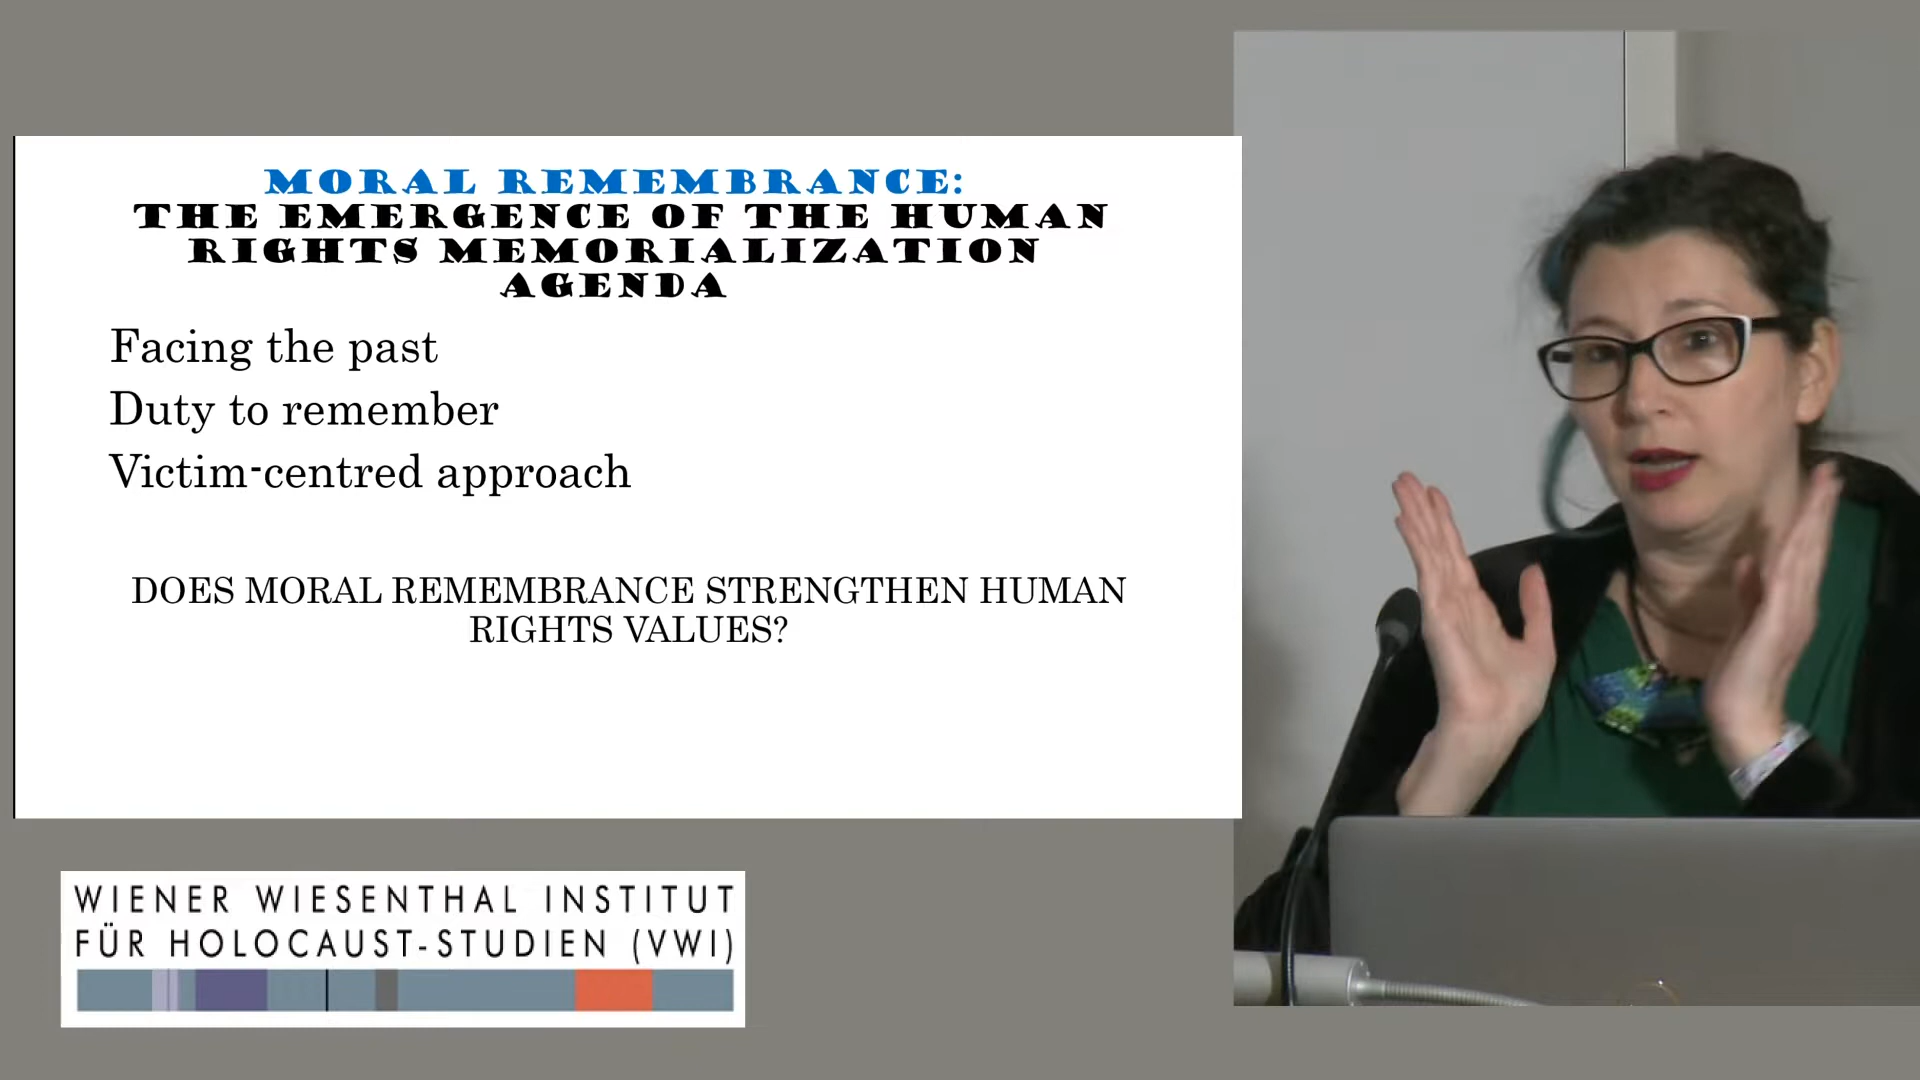 MORAL REMEMBRANCE:
THE EMERGENCE OF THE HUMAN
RIGHTS MEMORIALIZATION
AGENDA
Facing the past
Duty to remember
Victim-centred approach
DOES MORAL REMEMBRANCE STRENGTHEN HUMAN
RIGHTS VALUES?
WIENER WIESENTHAL INSTITUT
FÜR HOLOCAUST-STUDIEN (VWI)